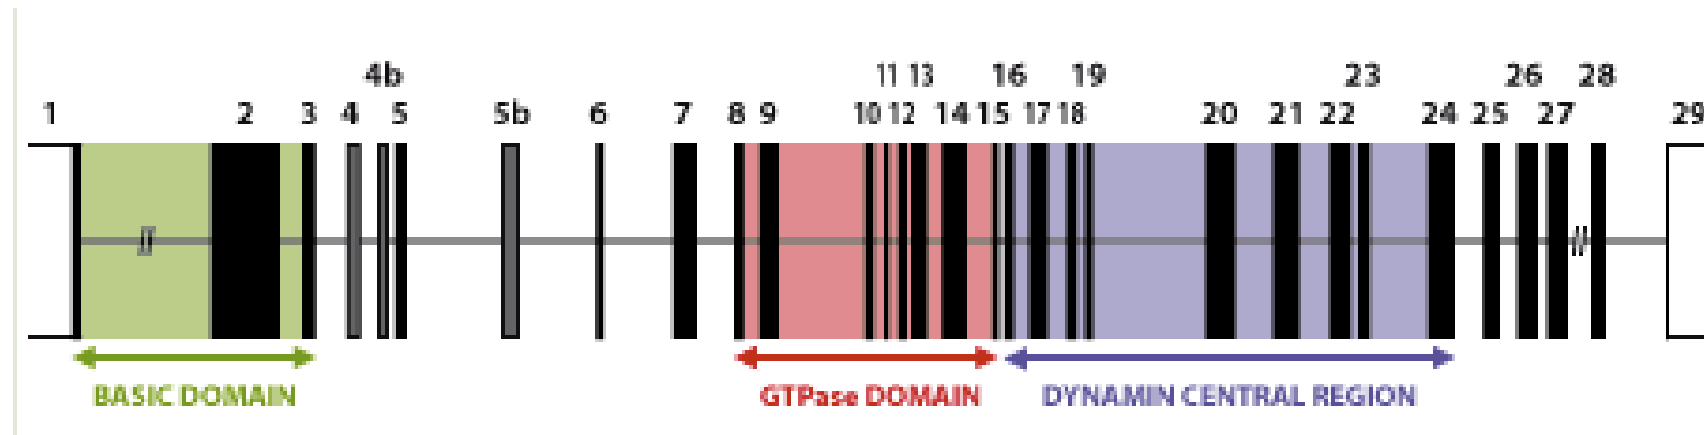 4b 11 13 16 19 23 26 28
1 2 3 4 5 5b 6 7 8 9 10 12 14 15 17 18 20 21 22 24 25 27 29
// //
BASIC DOMAIN GTPase DOMAIN DYNAMIN CENTRAL REGION